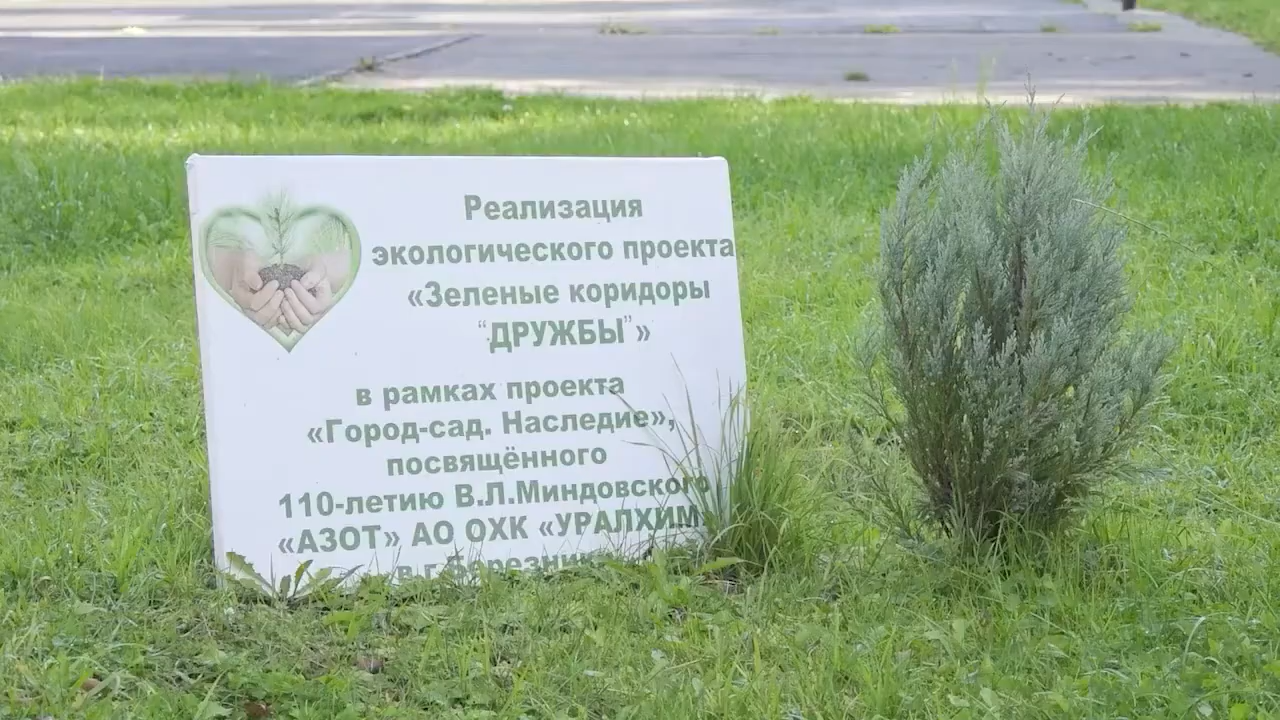 Реализация
экологического проекта
«Зеленые коридоры
“ДРУЖБЫ”»
в рамках проекта
«Город-сад. Наследие»,
посвящённого
110-летию В.Л.Миндовского
«АЗОТ» АО ОХК «УРАЛХИМ»
в г.